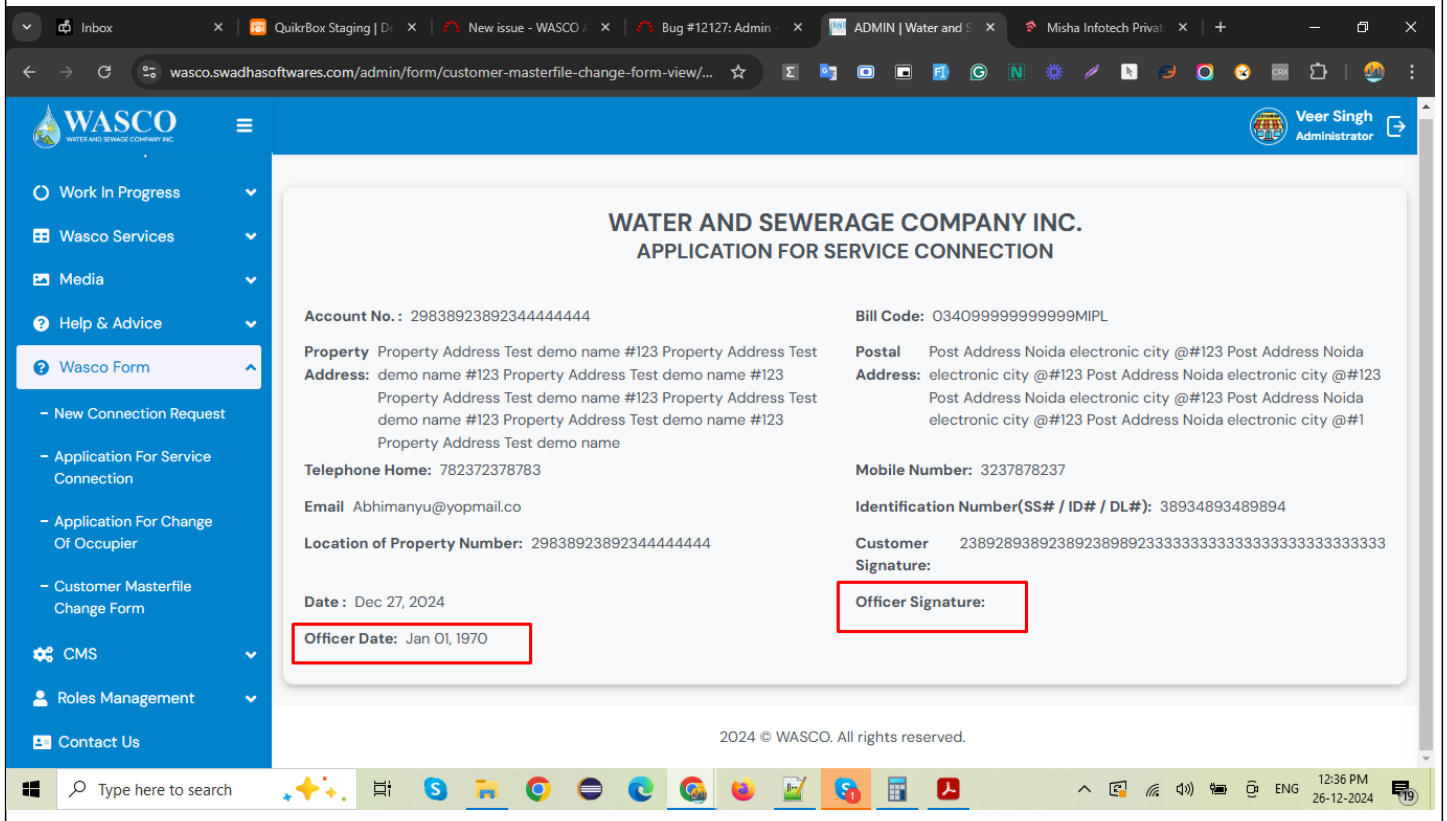 Inbox
QuikrBox Staging | De
New issue - WASCO A
Bug #12127: Admin -
ADMIN | Water and S
Misha Infotech Privat
wasco.swadhasoftwares.com/admin/form/customer-masterfile-change-form-view/...
WASCO
WATER AND SEWAGE COMPANY INC.
Veer Singh
Administrator
Work In Progress
Wasco Services
Media
Help & Advice
Wasco Form
- New Connection Request
- Application For Service
Connection
- Application For Change
Of Occupier
- Customer Masterfile
Change Form
CMS
Roles Management
Contact Us
WATER AND SEWERAGE COMPANY INC.
APPLICATION FOR SERVICE CONNECTION
Account No. : 29838923892344444444
Bill Code: 034099999999999MIPL
Property Address: Property Address Test demo name #123 Property Address Test
demo name #123 Property Address Test demo name #123
Property Address Test demo name #123 Property Address Test
demo name #123 Property Address Test demo name #123
Property Address Test demo name
Postal Address: Post Address Noida electronic city @#123 Post Address Noida
electronic city @#123 Post Address Noida electronic city @#123
Post Address Noida electronic city @#123 Post Address Noida
electronic city @#123 Post Address Noida electronic city @#1
Telephone Home: 782372378783
Mobile Number: 3237878237
Email Abhimanyu@yopmail.co
Identification Number(SS# / ID# / DL#): 38934893489894
Location of Property Number: 29838923892344444444
Customer Signature: 23892893892389238989233333333333333333333333333
Date : Dec 27, 2024
Officer Signature:
Officer Date: Jan 01, 1970
2024 © WASCO. All rights reserved.
Type here to search
ENG
12:36 PM
26-12-2024
19